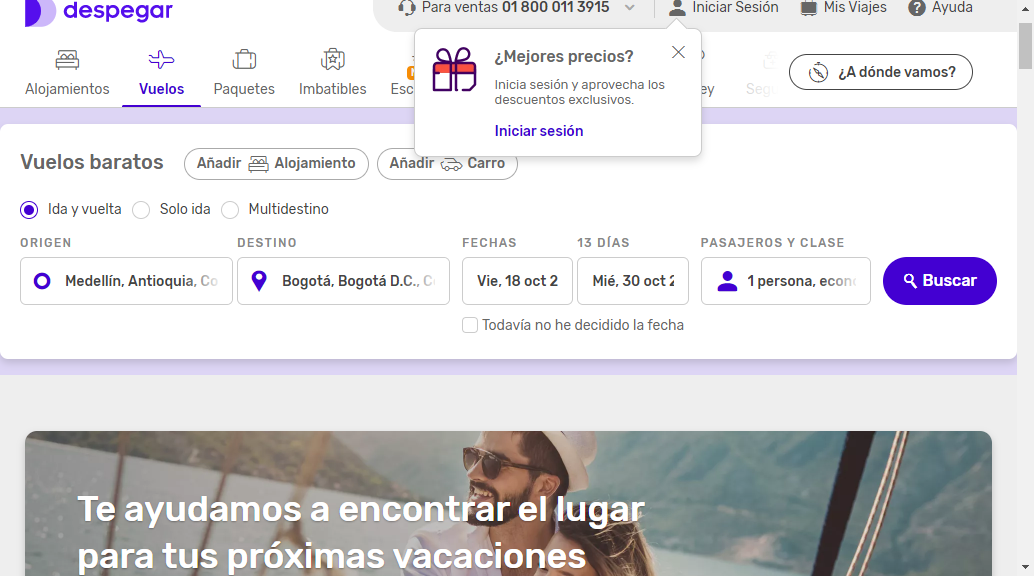 despegar
Para ventas 01 800 011 3915
Iniciar Sesión
Mis Viajes
Ayuda
Alojamientos
Vuelos
Paquetes
Imbatibles
Esc
ey
Seg
¿A dónde vamos?
¿Mejores precios?
Inicia sesión y aprovecha los
descuentos exclusivos.
Iniciar sesión
Vuelos baratos
Añadir Alojamiento
Añadir Carro
Ida y vuelta
Solo ida
Multidestino
ORIGEN
DESTINO
FECHAS
13 DÍAS
PASAJEROS Y CLASE
Medellín, Antioquia, Co
Bogotá, Bogotá D.C., C
Vie, 18 oct 2
Mié, 30 oct 2
1 persona, econ
Buscar
Todavía no he decidido la fecha
Te ayudamos a encontrar el lugar
para tus próximas vacaciones